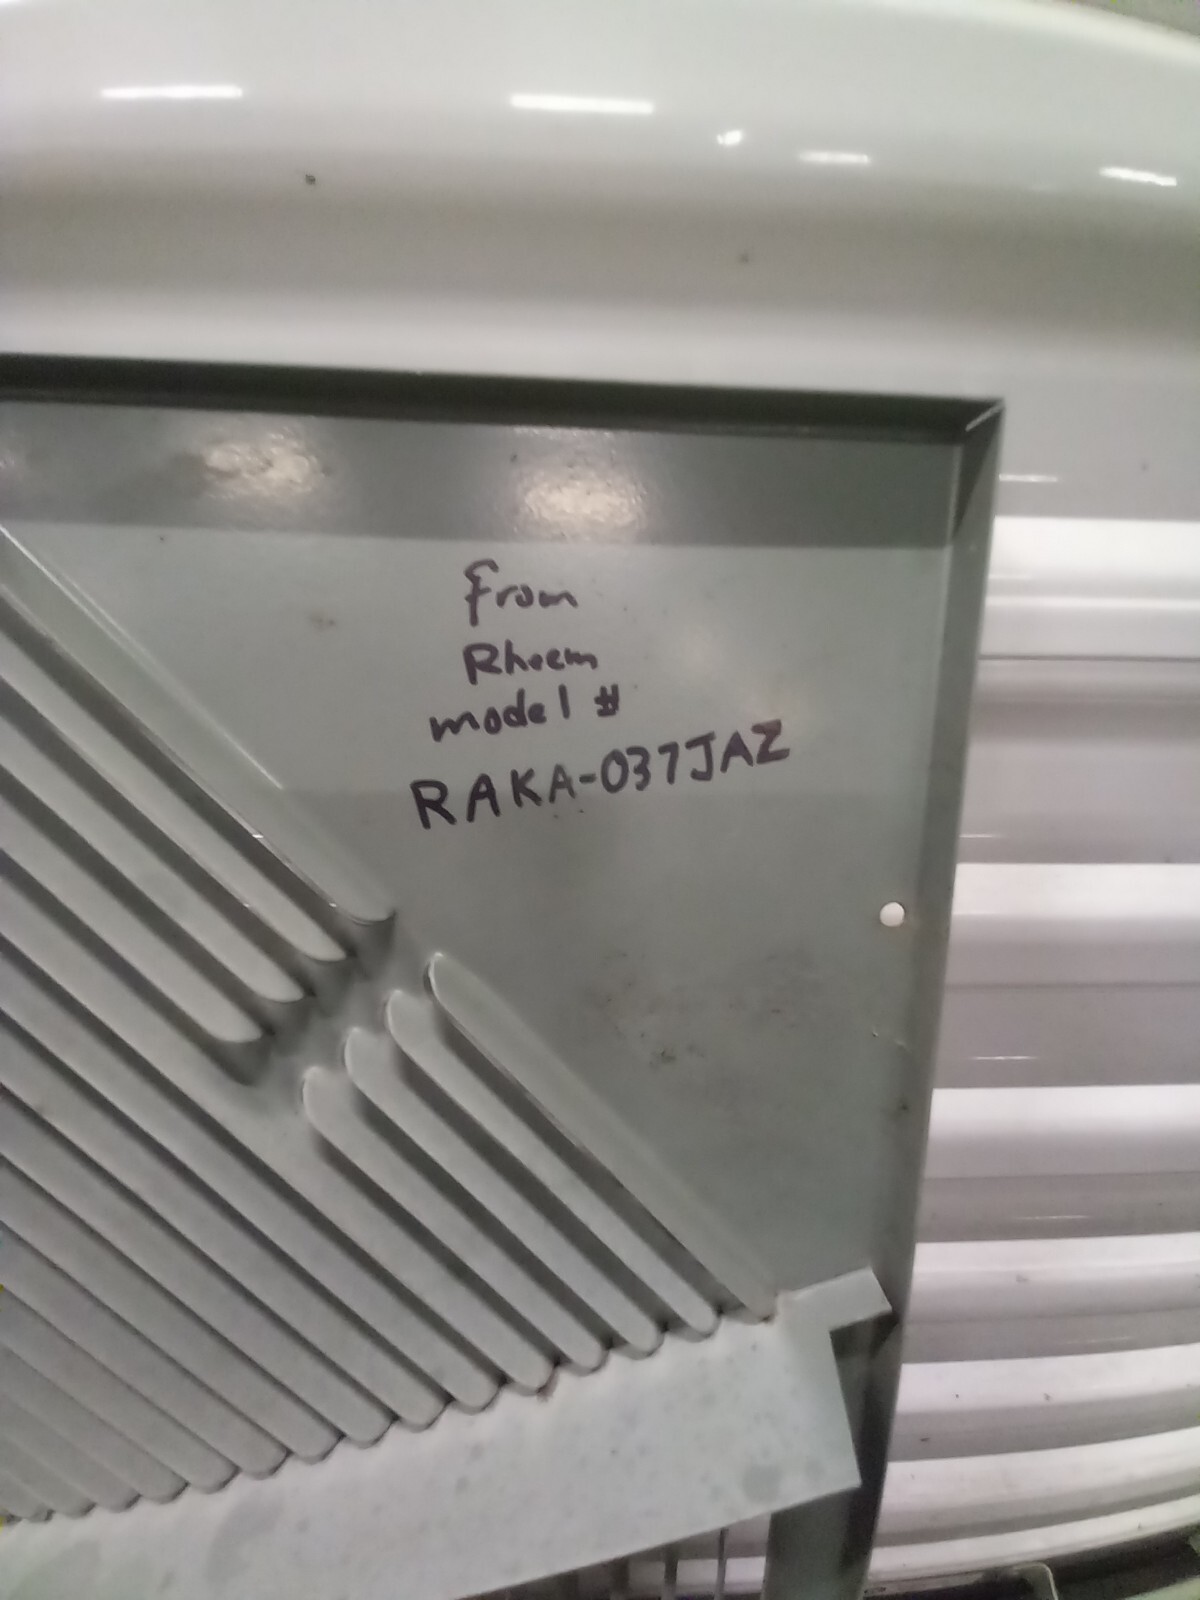 From
Rheem
model #
RAKA-037JAZ